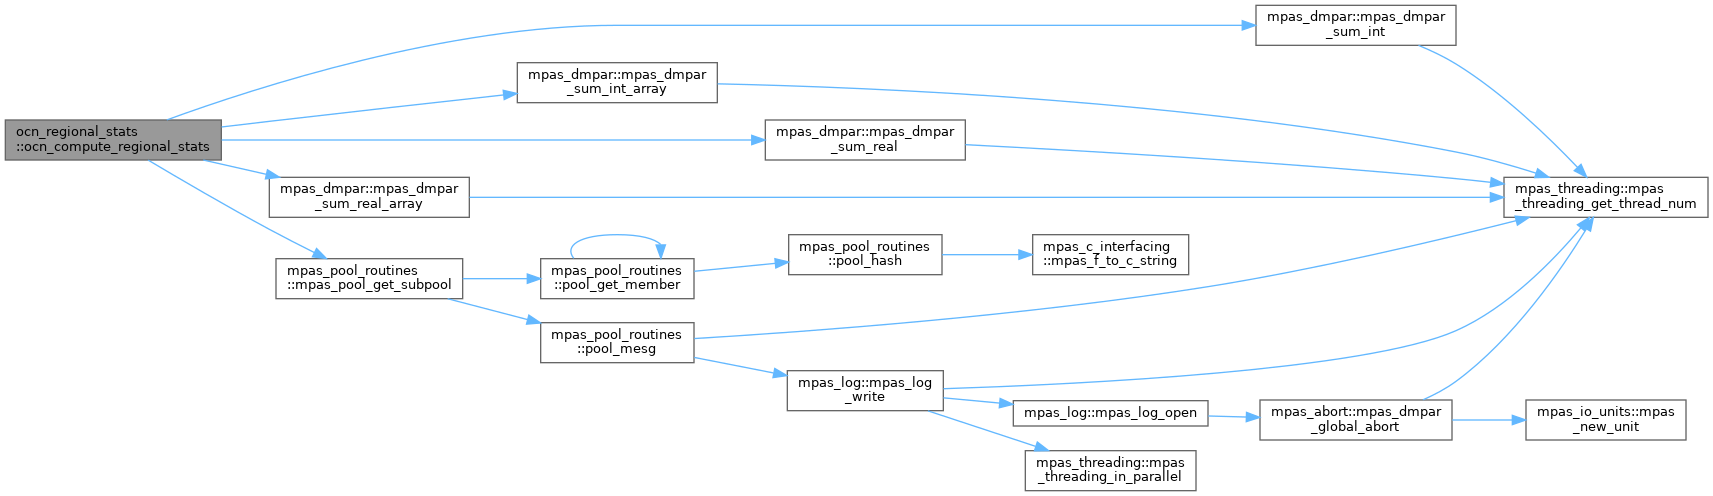 mpas_dmpar::mpas_dmpar
_sum_int
mpas_dmpar::mpas_dmpar
_sum_int_array
ocn_regional_stats
::ocn_compute_regional_stats
mpas_dmpar::mpas_dmpar
_sum_real
mpas_dmpar::mpas_dmpar
_sum_real_array
mpas_threading::mpas
_threading_get_thread_num
mpas_pool_routines
::mpas_pool_get_subpool
mpas_pool_routines
::pool_get_member
mpas_pool_routines
::pool_hash
mpas_c_interfacing
::mpas_f_to_c_string
mpas_pool_routines
::pool_mesg
mpas_log::mpas_log
_write
mpas_log::mpas_log_open
mpas_abort::mpas_dmpar
_global_abort
mpas_io_units::mpas
_new_unit
mpas_threading::mpas
_threading_in_parallel